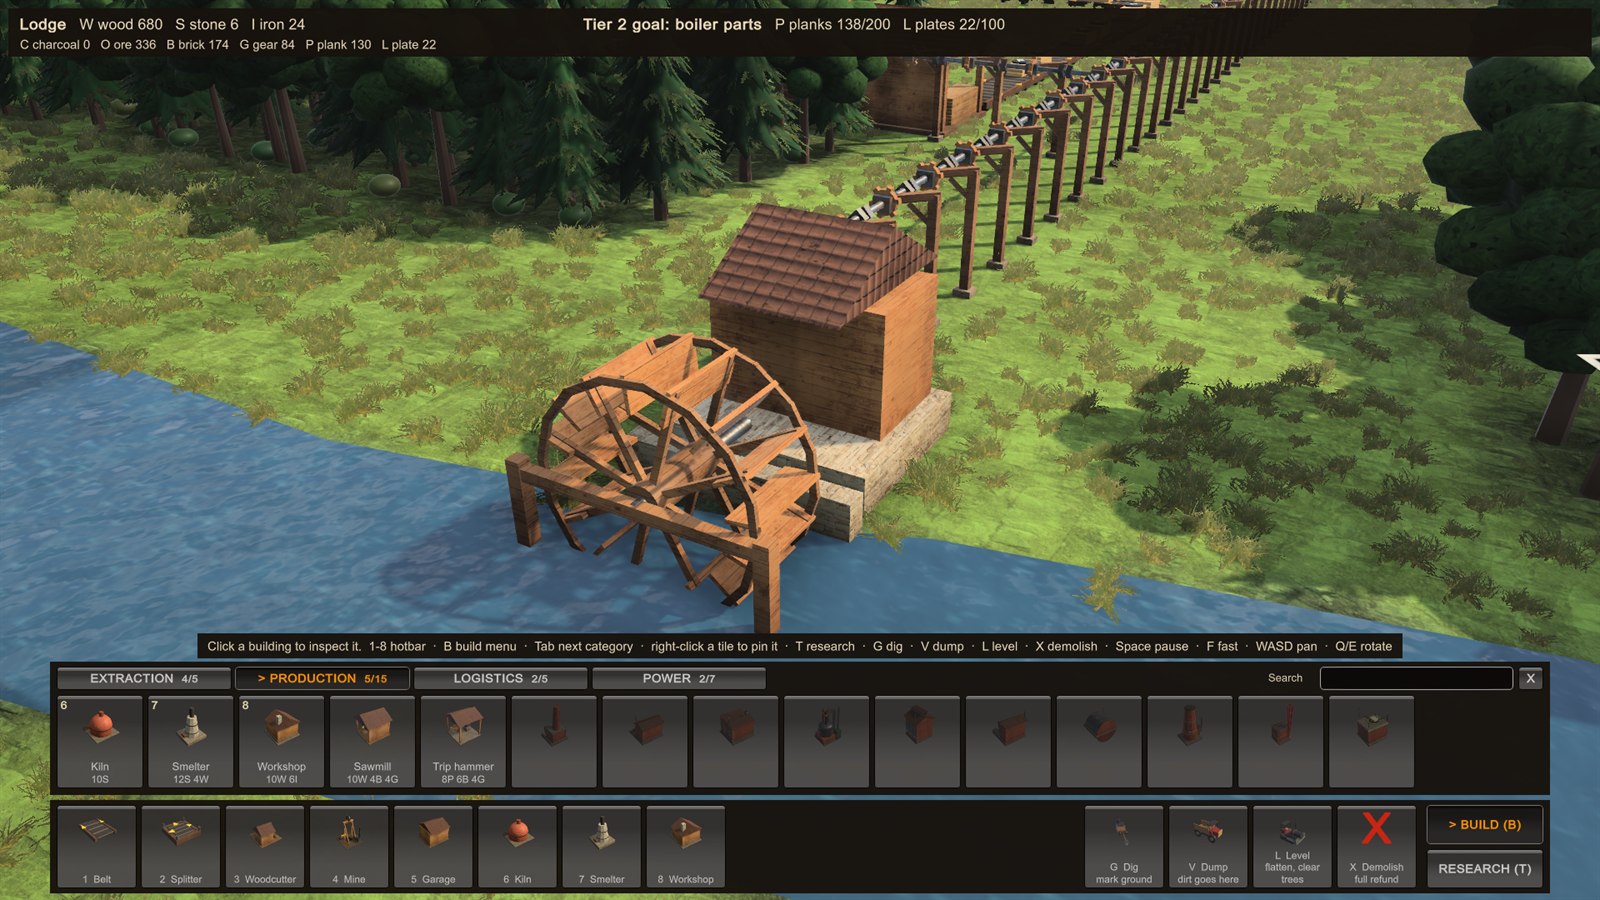 Lodge W wood 680 S stone 6 I iron 24
Tier 2 goal: boiler parts P planks 138/200 L plates 22/100
C charcoal 0 O ore 336 B brick 174 G gear 84 P plank 130 L plate 22
Click a building to inspect it. 1-8 hotbar · B build menu · Tab next category · right-click a tile to pin it · T research · G dig · V dump · L level · X demolish · Space pause · F fast · WASD pan · Q/E rotate
EXTRACTION 4/5
> PRODUCTION 5/15
LOGISTICS 2/5
POWER 2/7
Search
X
6
Kiln
10S
7
Smelter
12S 4W
8
Workshop
10W 6I
Sawmill
10W 4B 4G
Trip hammer
8P 6B 4G
1 Belt
2 Splitter
3 Woodcutter
4 Mine
5 Garage
6 Kiln
7 Smelter
8 Workshop
G Dig
mark ground
V Dump
dirt goes here
L Level
flatten, clear
trees
X Demolish
full refund
> BUILD (B)
RESEARCH (T)